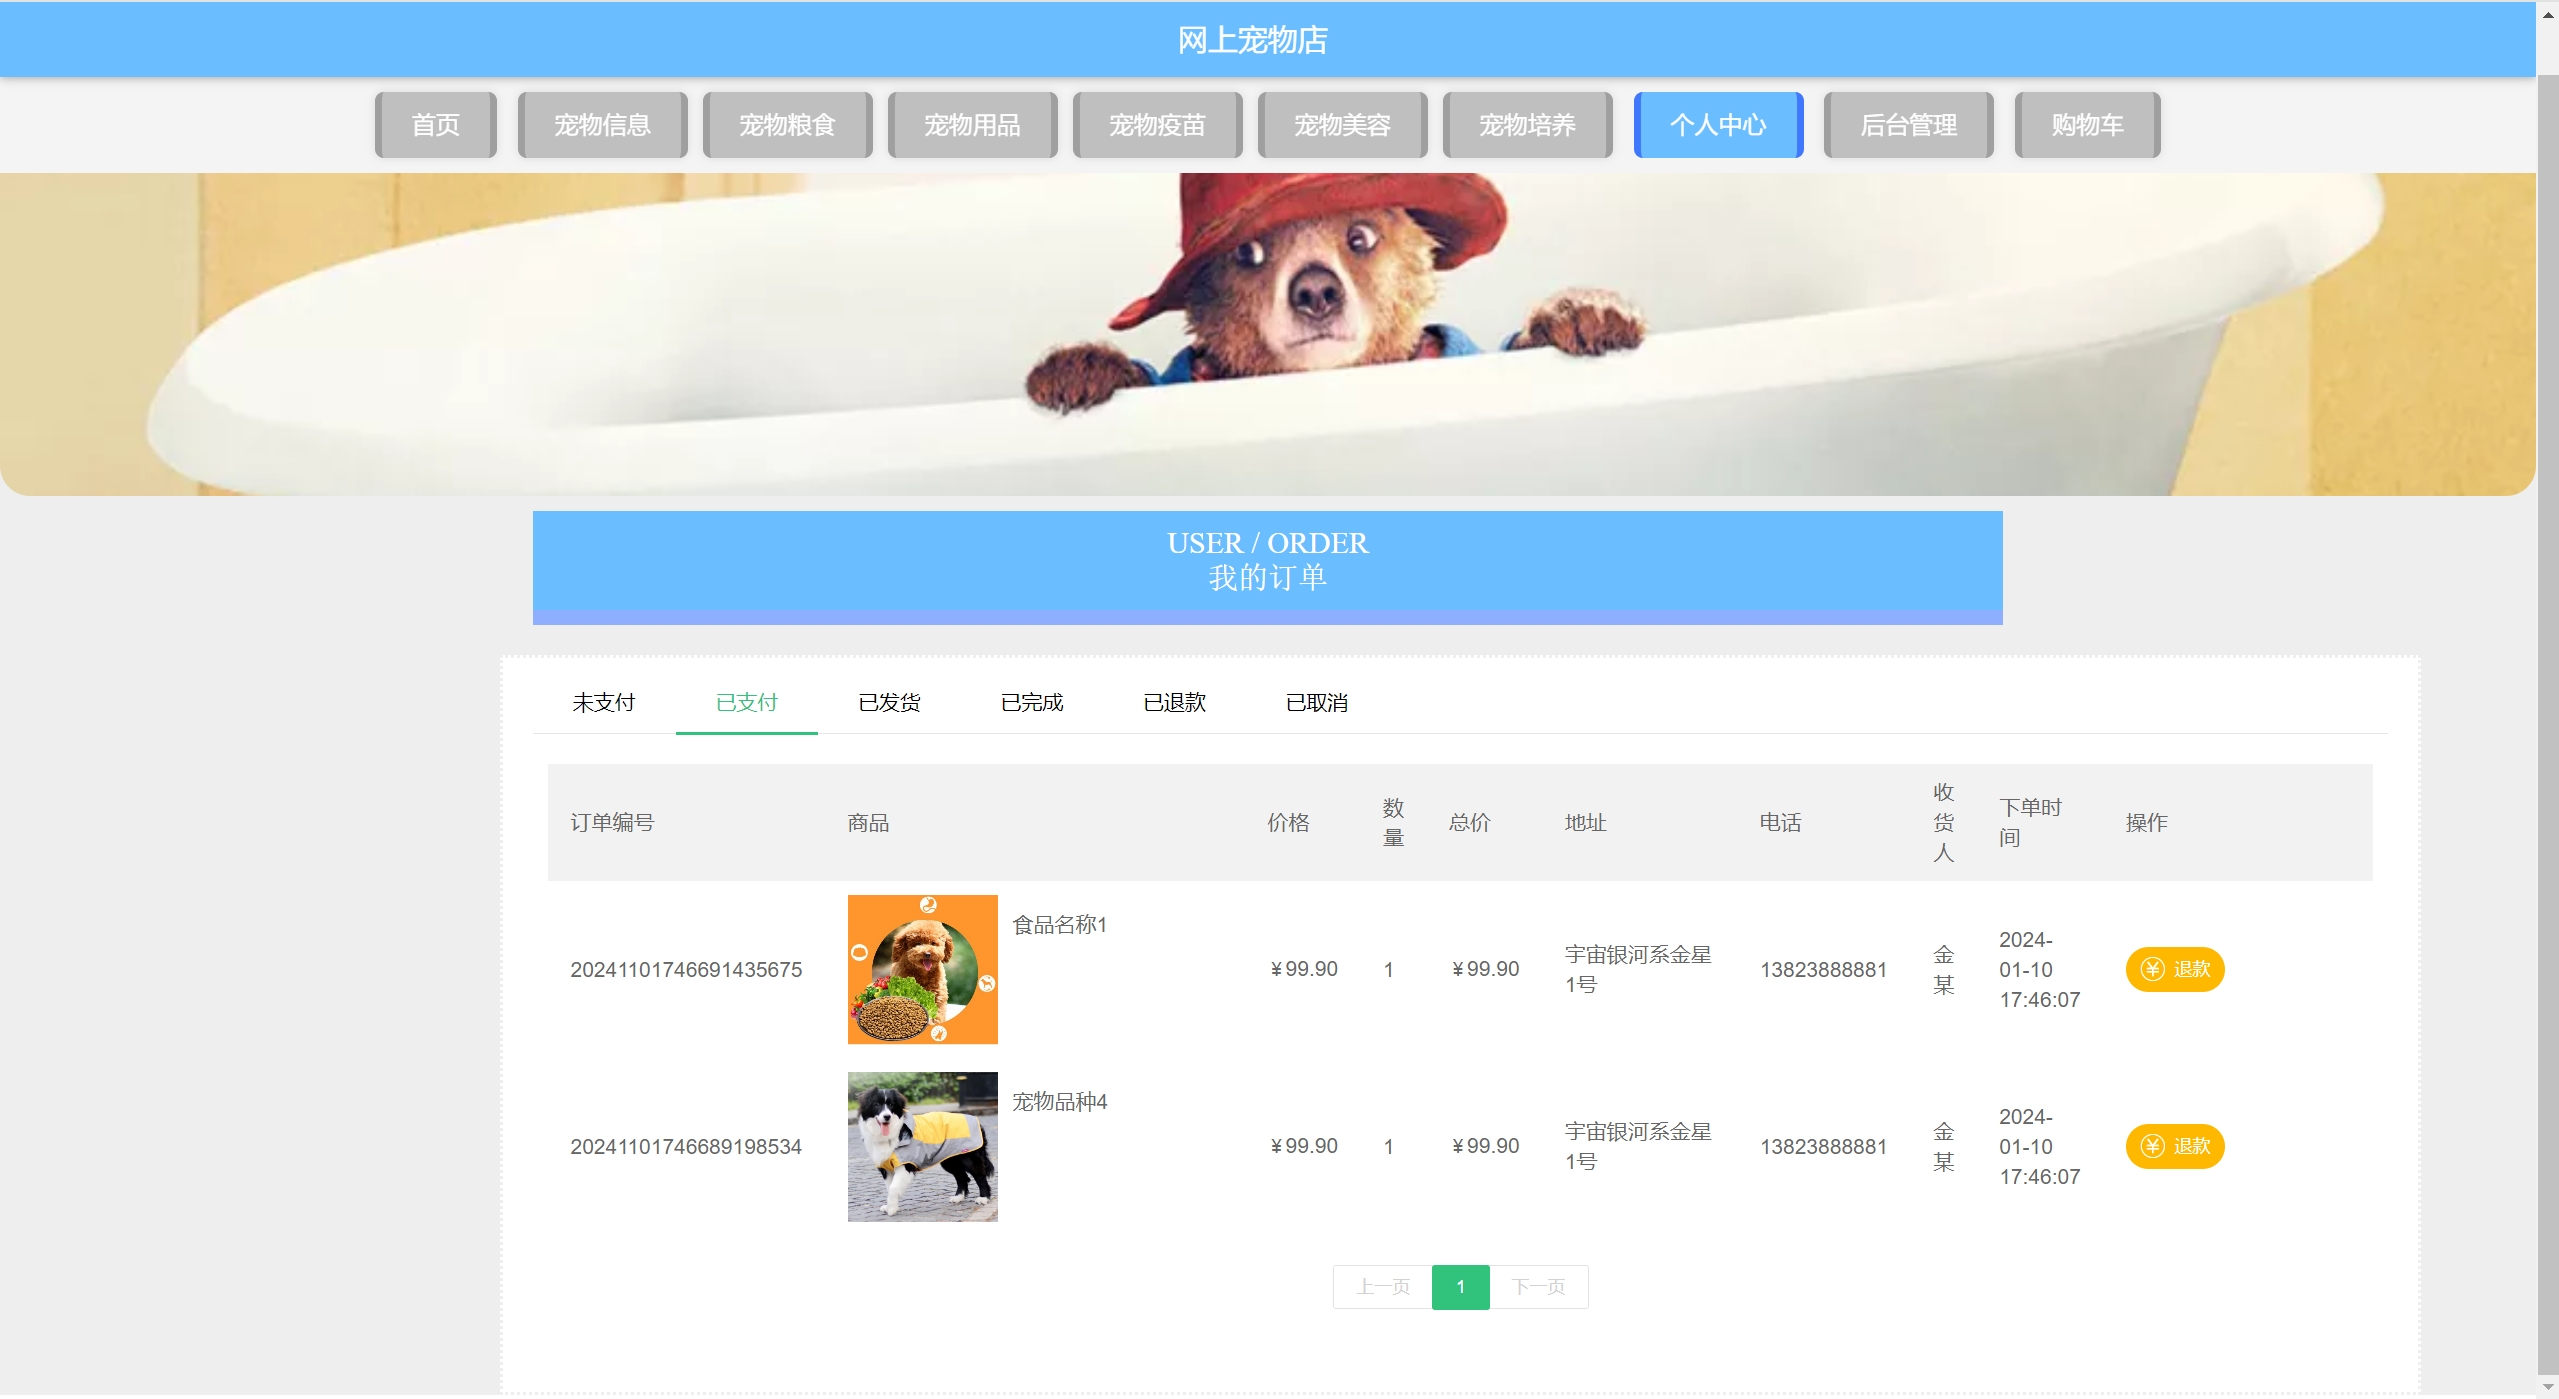 网上宠物店
首页 宠物信息 宠物粮食 宠物用品 宠物疫苗 宠物美容 宠物培养 个人中心 后台管理 购物车
USER / ORDER
我的订单
未支付 已支付 已发货 已完成 已退款 已取消
订单编号 商品 价格 数量 总价 地址 电话 收货人 下单时间 操作
20241101746691435675 食品名称1 ¥99.90 1 ¥99.90 宇宙银河系金星1号 13823888881 金某 2024-01-10 17:46:07 退款
20241101746689198534 宠物品种4 ¥99.90 1 ¥99.90 宇宙银河系金星1号 13823888881 金某 2024-01-10 17:46:07 退款
上一页 1 下一页